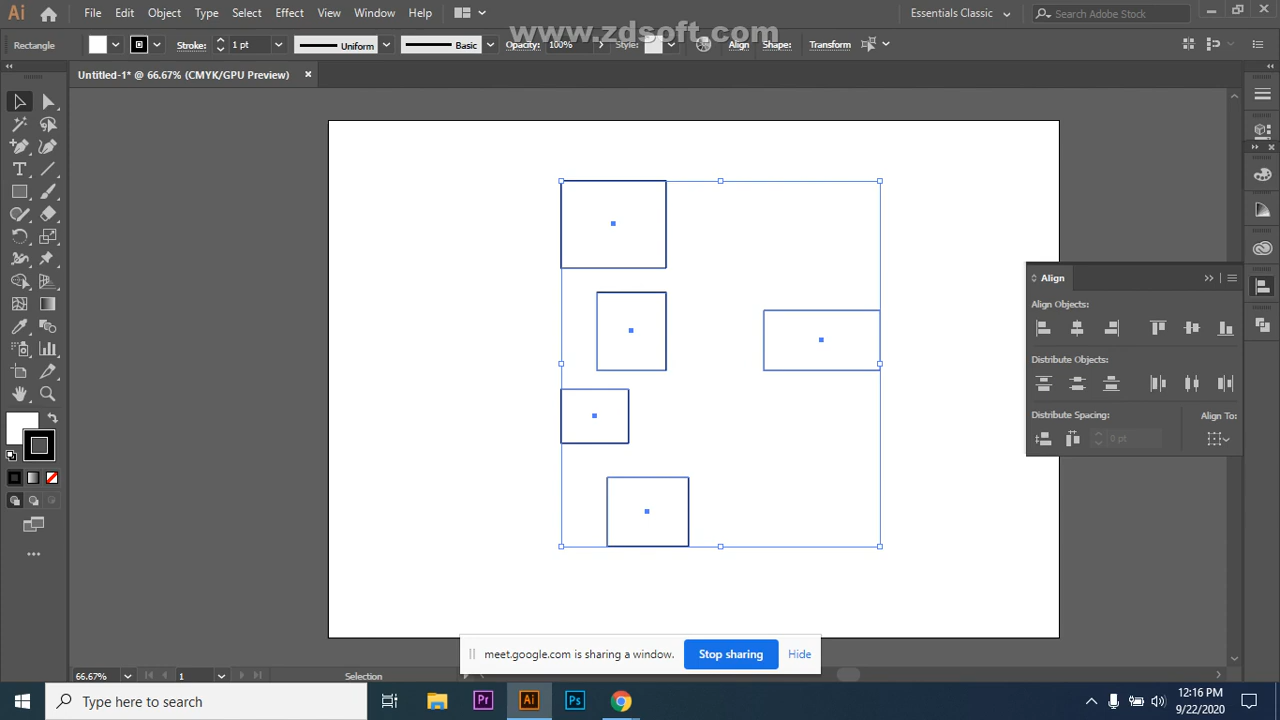 Ai File Edit Object Type Select Effect View Window Help Essentials Classic Search Adobe Stock
www.zdsoft.com
Rectangle Stroke: 1 pt Uniform Basic Opacity: 100% Style: Align Shape: Transform
Untitled-1* @ 66.67% (CMYK/GPU Preview)
Align
Align Objects:
Distribute Objects:
Distribute Spacing: Align To:
0 pt
meet.google.com is sharing a window. Stop sharing Hide
66.67% 1 Selection
Type here to search Pr Ai Ps 12:16 PM
9/22/2020